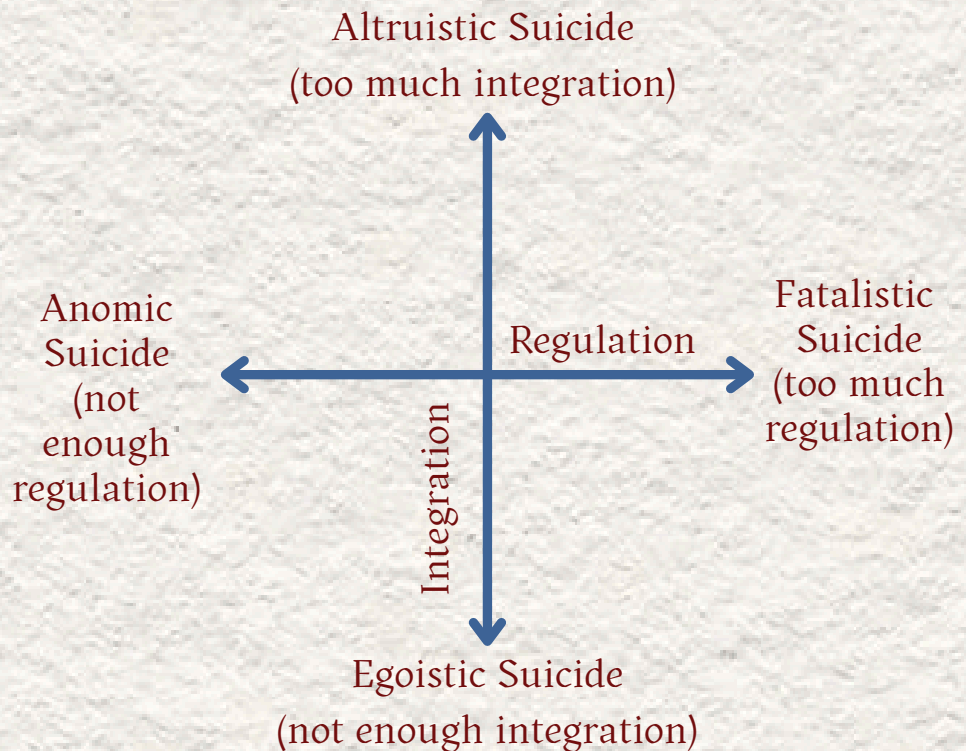 Altruistic Suicide
(too much integration)
Anomic
Suicide
(not
enough
regulation)
Regulation
Fatalistic
Suicide
(too much
regulation)
Integration
Egoistic Suicide
(not enough integration)